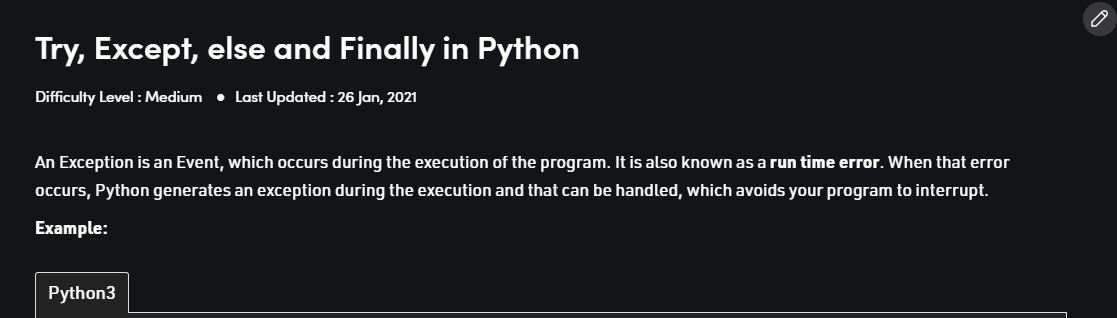 Try, Except, else and Finally in Python
Difficulty Level : Medium ● Last Updated : 26 Jan, 2021
An Exception is an Event, which occurs during the execution of the program. It is also known as a run time error. When that error
occurs, Python generates an exception during the execution and that can be handled, which avoids your program to interrupt.
Example:
Python3